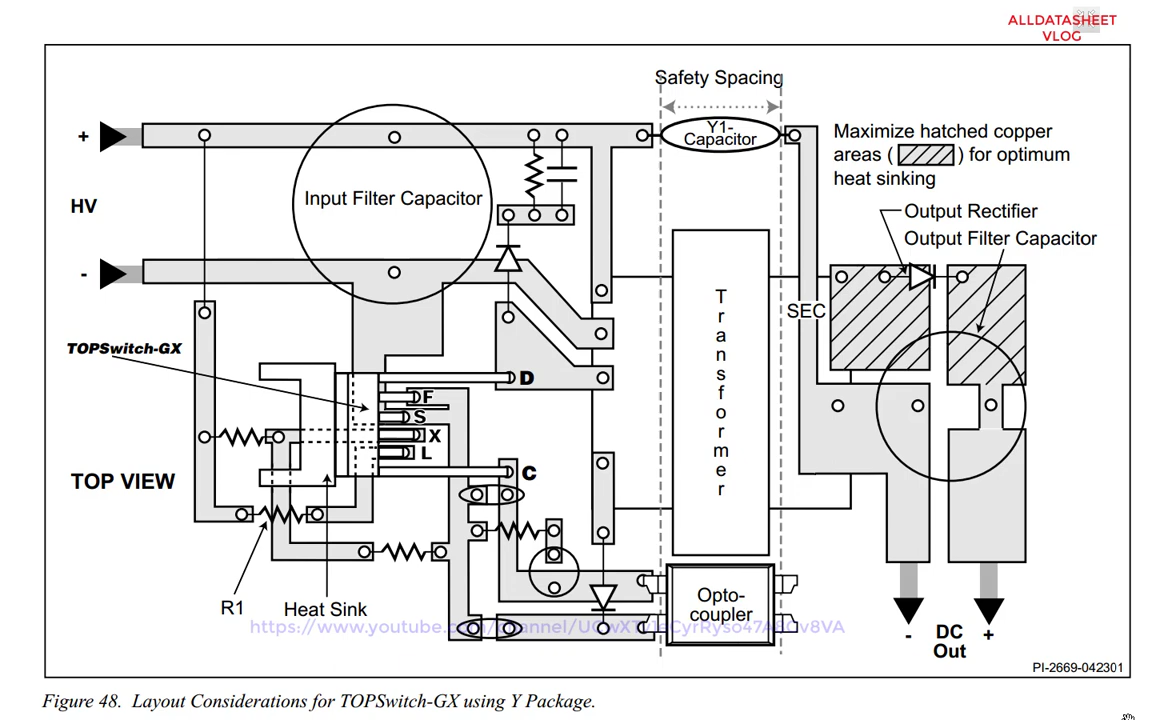 ALLDATASHEET
VLOG
Safety Spacing
+
Y1-
Capacitor
Maximize hatched copper
areas ( ) for optimum
heat sinking
HV
Input Filter Capacitor
Output Rectifier
Output Filter Capacitor
-
Transformer
SEC
TOPSwitch-GX
D
F
S
X
L
TOP VIEW
C
R1
Heat Sink
Opto-
coupler
- DC +
Out
PI-2669-042301
Figure 48. Layout Considerations for TOPSwitch-GX using Y Package.